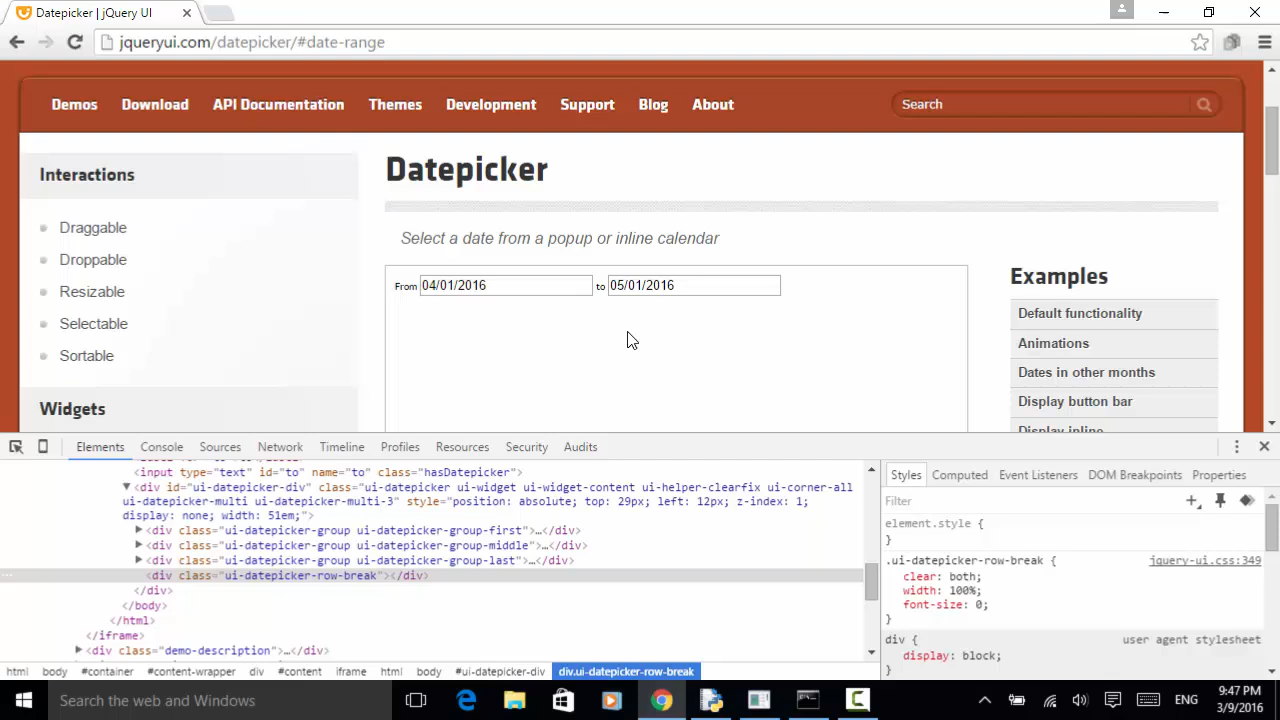 Datepicker | jQuery UI
jqueryui.com/datepicker/#date-range
Demos Download API Documentation Themes Development Support Blog About Search
Interactions
Draggable
Droppable
Resizable
Selectable
Sortable
Widgets
Datepicker
Select a date from a popup or inline calendar
From 04/01/2016 to 05/01/2016
Examples
Default functionality
Animations
Dates in other months
Display button bar
Display inline
Elements Console Sources Network Timeline Profiles Resources Security Audits
<input type="text" id="to" name="to" class="hasDatepicker">
▼<div id="ui-datepicker-div" class="ui-datepicker ui-widget ui-widget-content ui-helper-clearfix ui-corner-all
ui-datepicker-multi ui-datepicker-multi-3" style="position: absolute; top: 29px; left: 12px; z-index: 1;
display: none; width: 51em;">
▶<div class="ui-datepicker-group ui-datepicker-group-first">…</div>
▶<div class="ui-datepicker-group ui-datepicker-group-middle">…</div>
▶<div class="ui-datepicker-group ui-datepicker-group-last">…</div>
<div class="ui-datepicker-row-break"></div>
</div>
</body>
</html>
</iframe>
▶<div class="demo-description">…</div>
html body #container #content-wrapper div #content iframe html body #ui-datepicker-div div.ui-datepicker-row-break
Styles Computed Event Listeners DOM Breakpoints Properties
Filter
element.style {
}
.ui-datepicker-row-break { jquery-ui.css:349
clear: both;
width: 100%;
font-size: 0;
}
div { user agent stylesheet
display: block;
}
Search the web and Windows
ENG
9:47 PM
3/9/2016